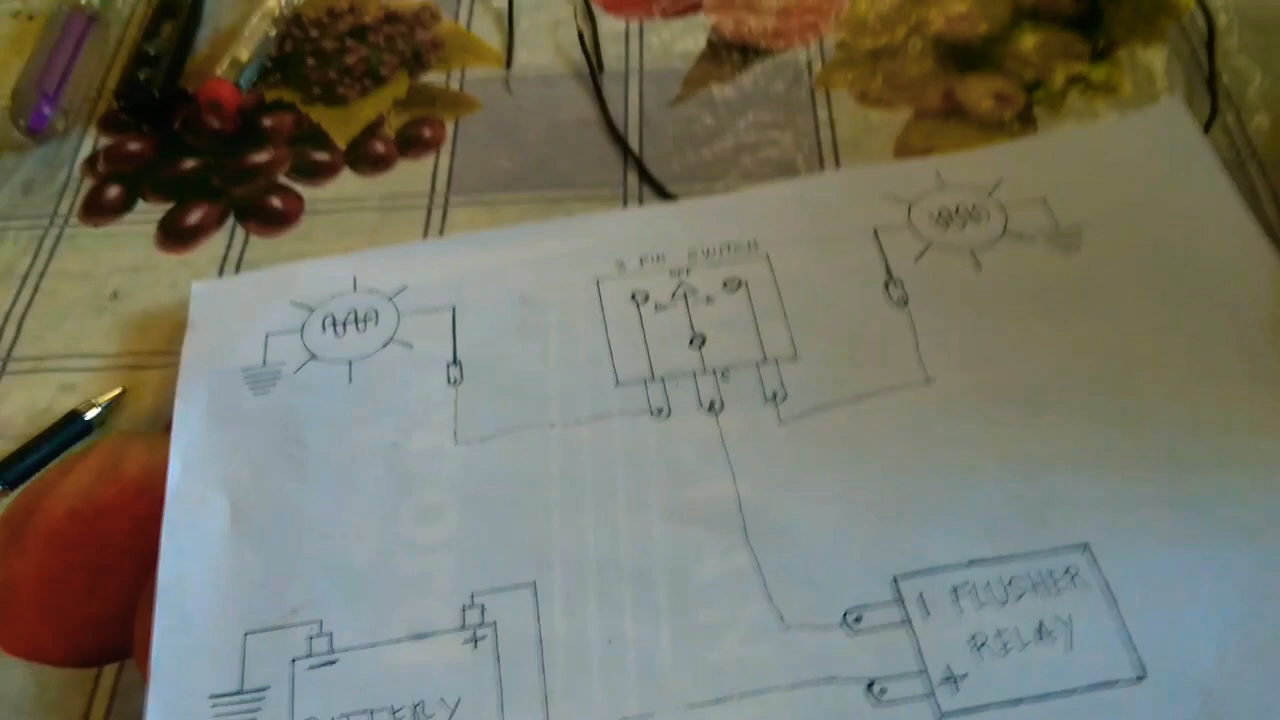 3 PIN SWITCH
OFF
FLUSHER
RELAY
+
+
−
BATTERY